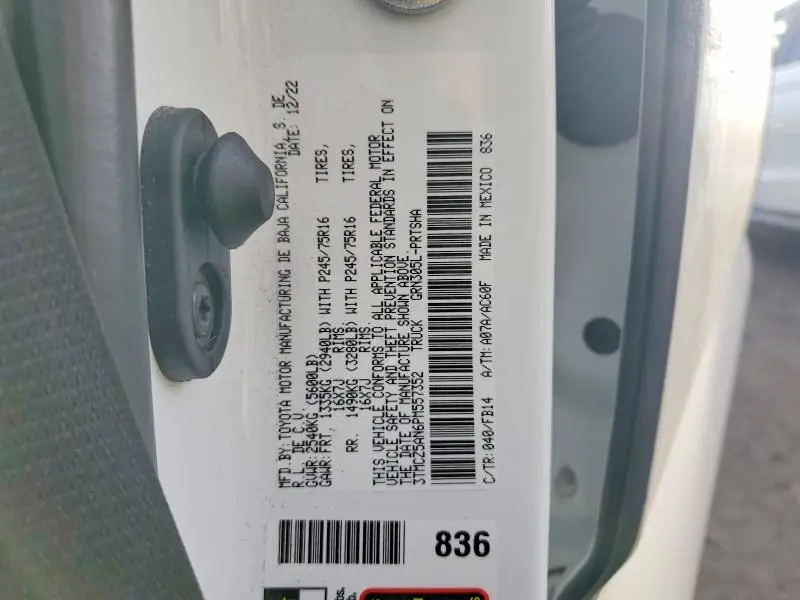 MFD.BY: TOYOTA MOTOR MANUFACTURING DE BAJA CALIFORNIA, S. DE
R. L. DE C. V. DATE: 12/22
GVWR: 2540KG (5600LB)
GAWR: FRT. 1335KG (2940LB) WITH P245/75R16 TIRES,
16X7J RIMS.
RR. 1490KG (3280LB) WITH P245/75R16 TIRES,
16X7J RIMS.
THIS VEHICLE CONFORMS TO ALL APPLICABLE FEDERAL MOTOR
VEHICLE SAFETY AND THEFT PREVENTION STANDARDS IN EFFECT ON
THE DATE OF MANUFACTURE SHOWN ABOVE.
3TMCZ5AN6PM557352 TRUCK GRN305L-PRTSHA
C/TR: 040/FB14 A/TM: A07A/AC60F MADE IN MEXICO 836
836